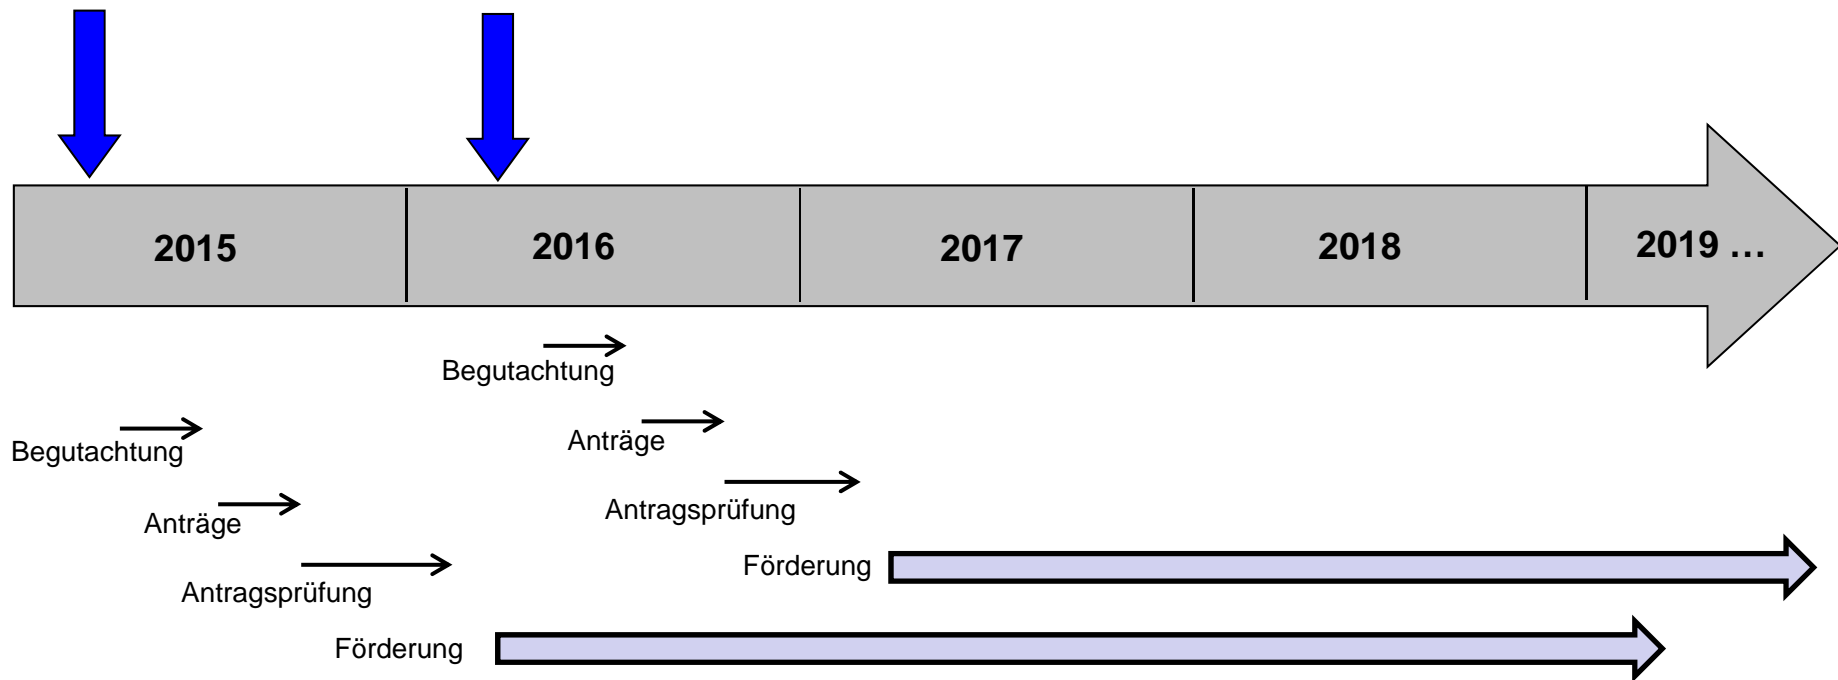 2015
2016
2017
2018
2019 …
Begutachtung
Anträge
Antragsprüfung
Förderung
Begutachtung
Anträge
Antragsprüfung
Förderung